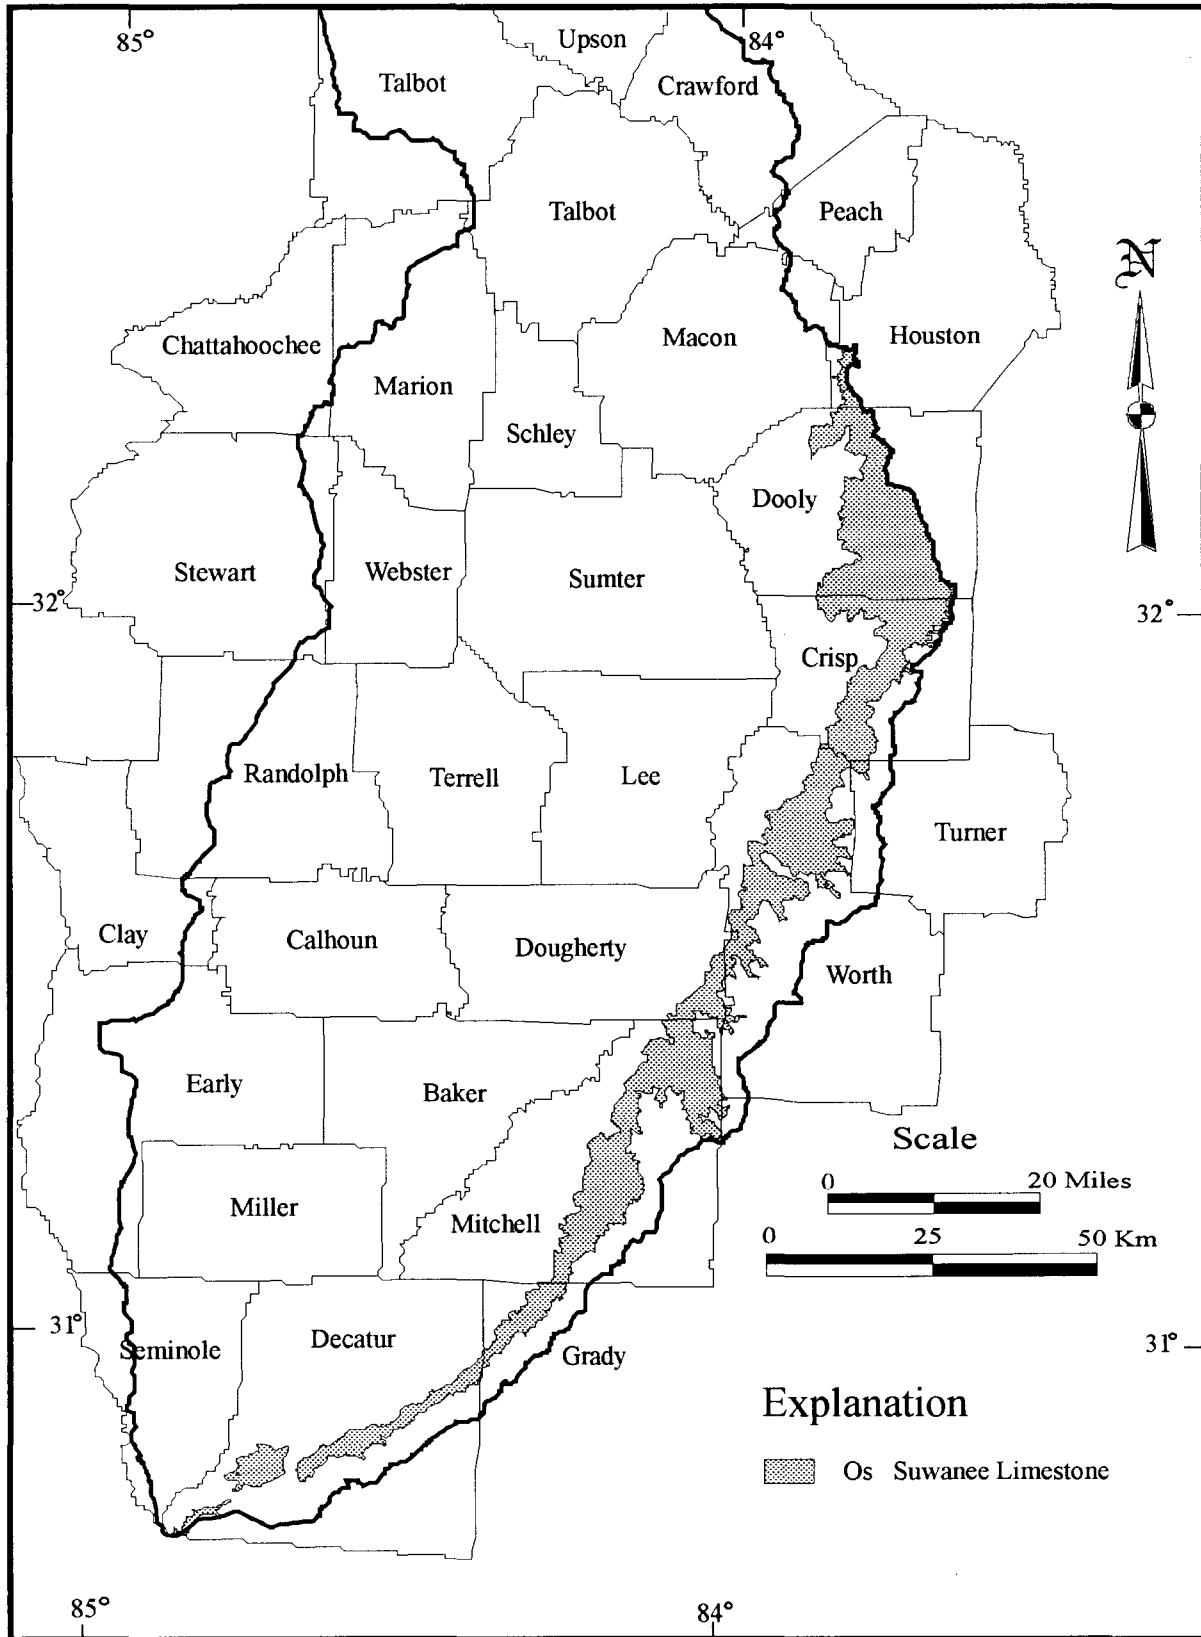 85°
84°
Upson
Talbot
Crawford
Talbot
Peach
N
Chattahoochee
Macon
Houston
Marion
Schley
Dooly
Stewart
Webster
Sumter
32°
32°
Crisp
Randolph
Terrell
Lee
Turner
Clay
Calhoun
Dougherty
Worth
Early
Baker
Scale
0 20 Miles
Miller
Mitchell
0 25 50 Km
31°
Seminole
Decatur
Grady
31°
Explanation
Os Suwanee Limestone
85°
84°